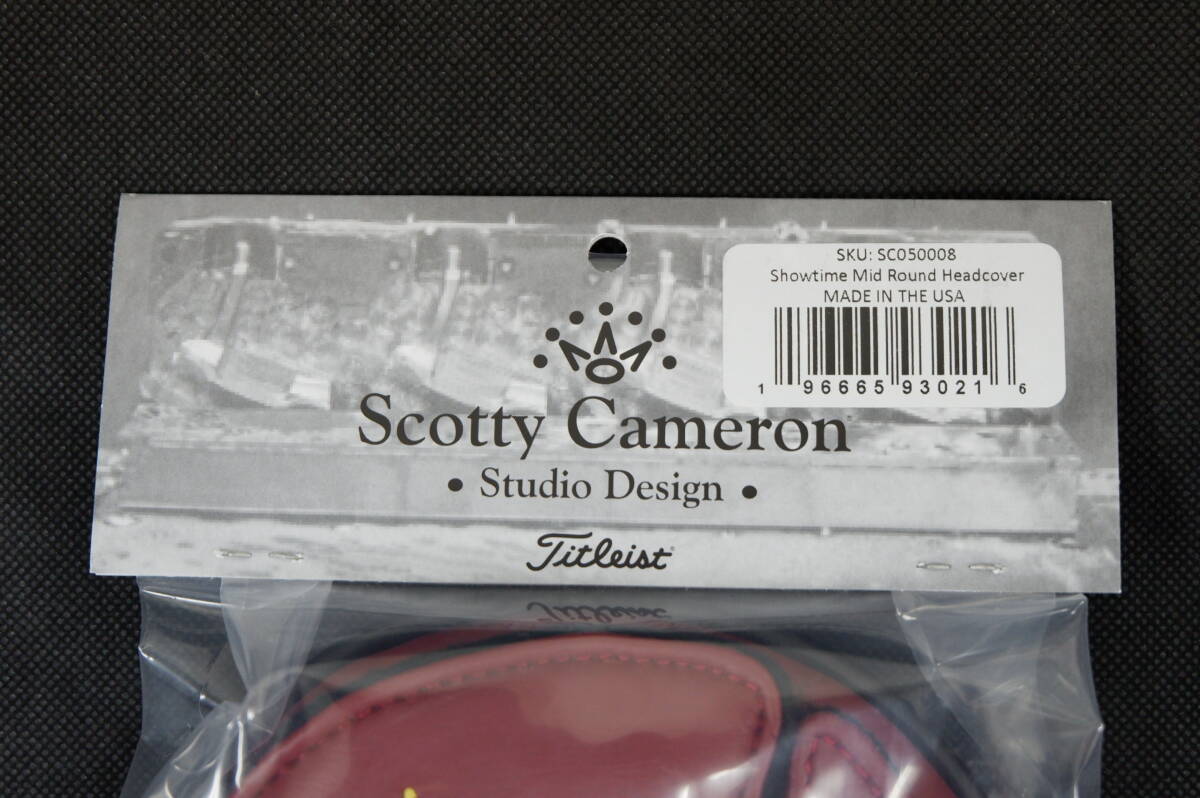 SKU: SC050008
Showtime Mid Round Headcover
MADE IN THE USA
1 96665 93021 6
Scotty Cameron
• Studio Design •
Titleist
Titleist